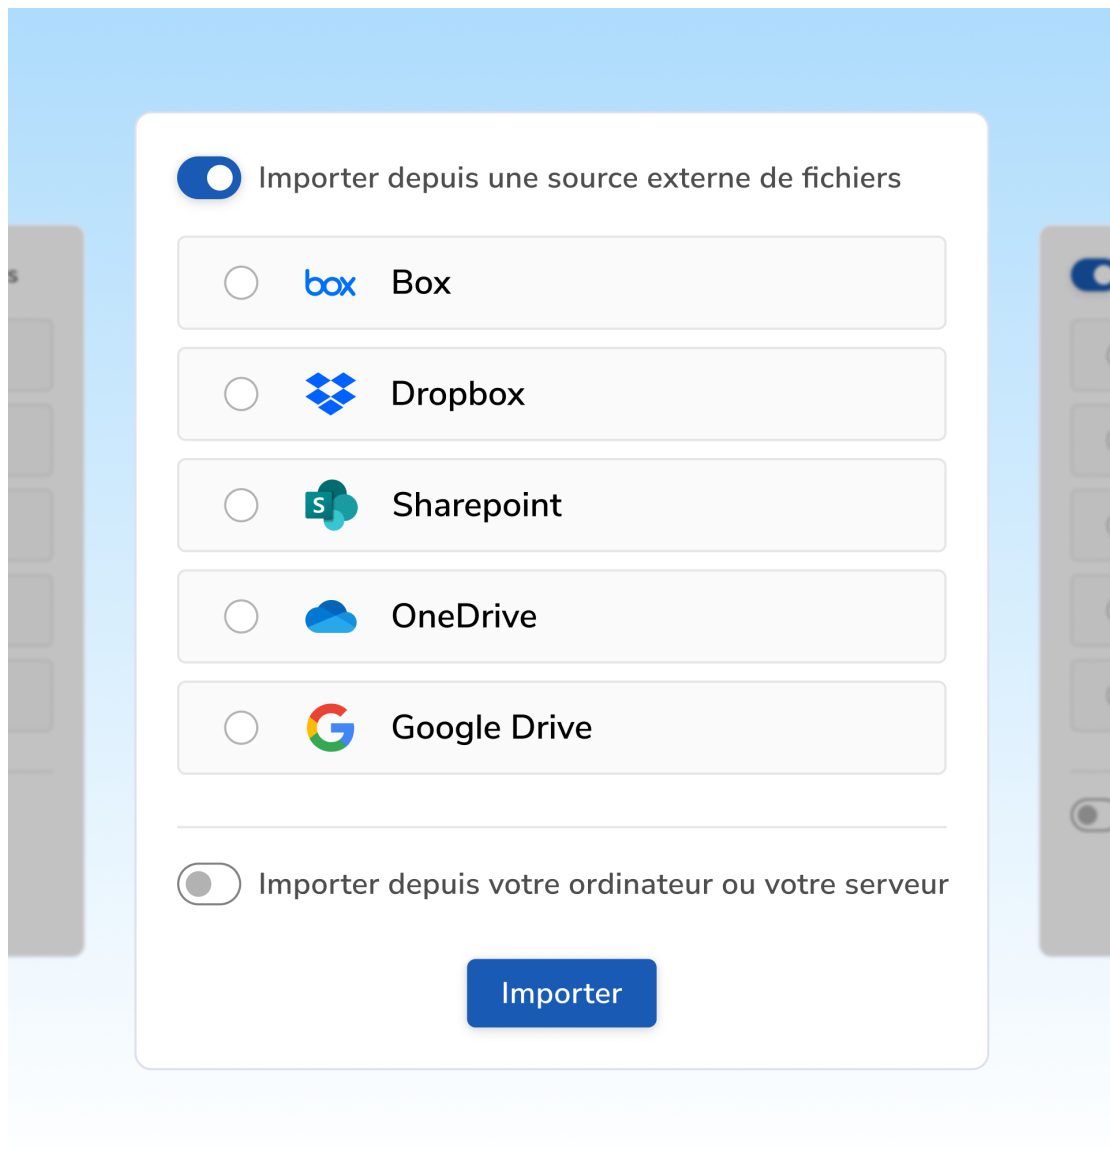 Importer depuis une source externe de fichiers
box Box
Dropbox
S Sharepoint
OneDrive
G Google Drive
Importer depuis votre ordinateur ou votre serveur
Importer
s